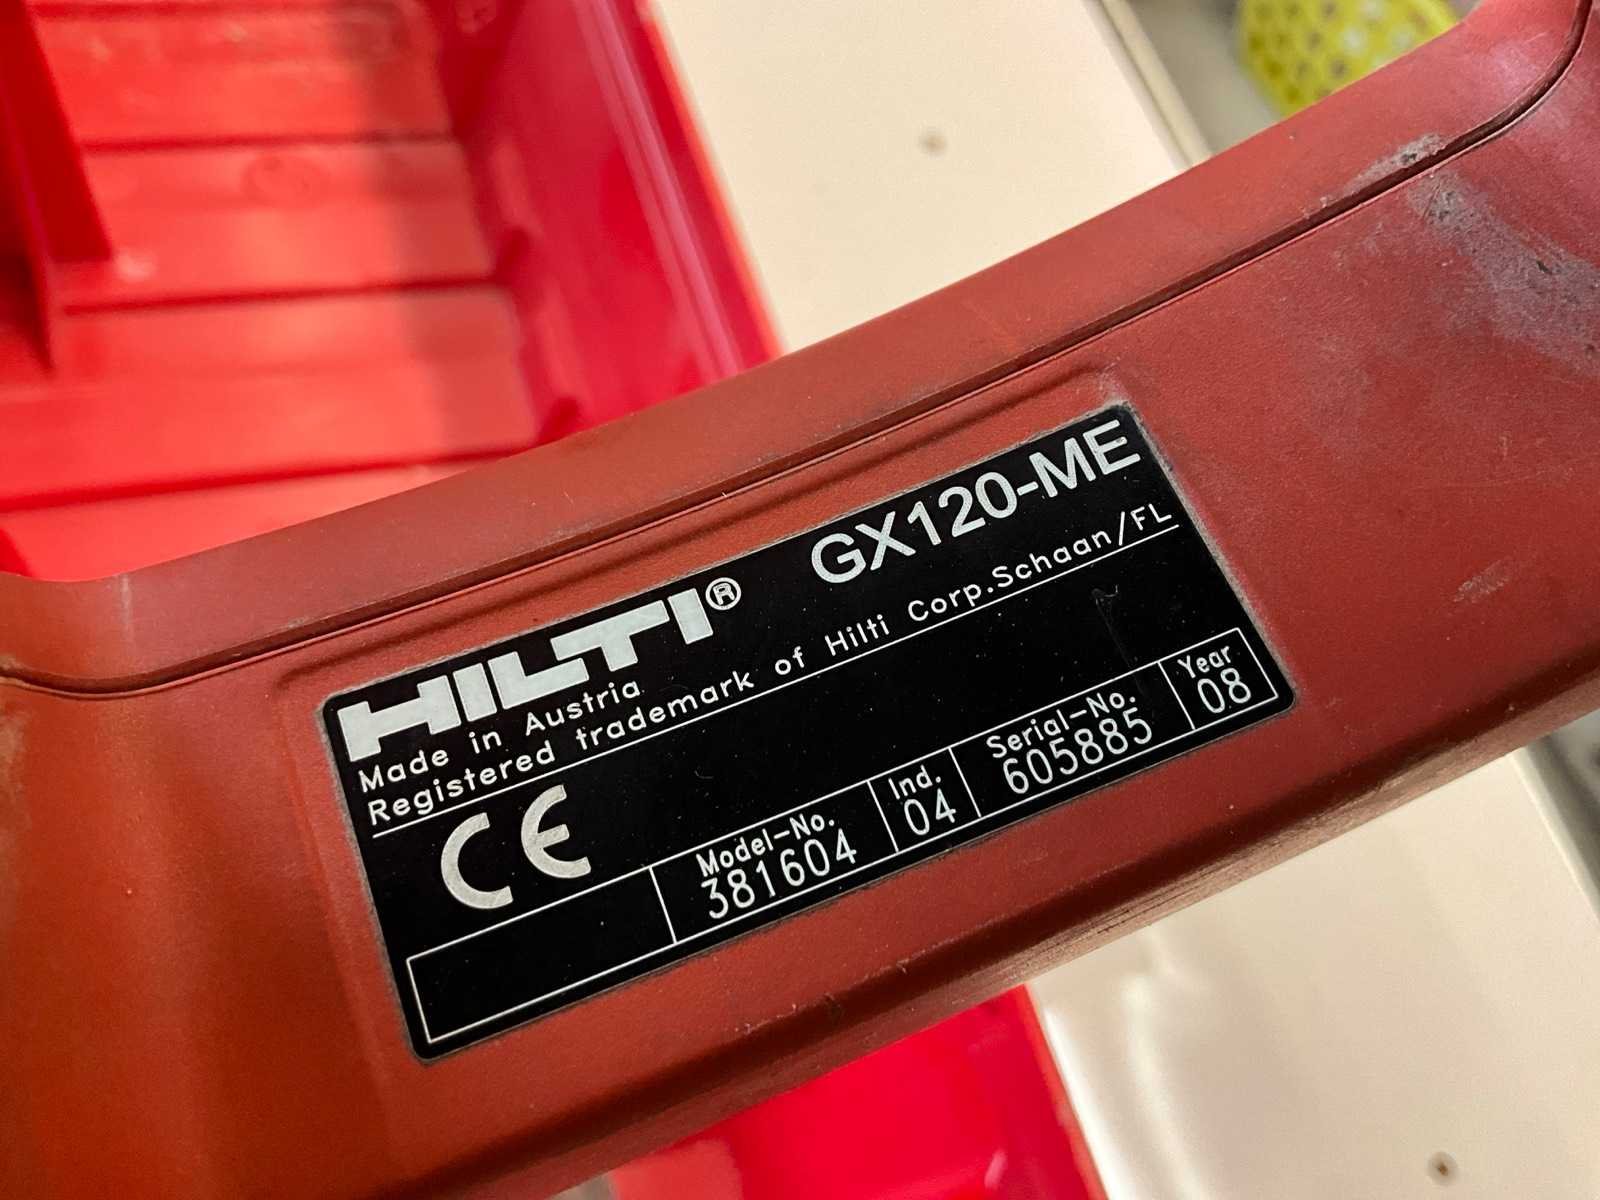 HILTI® GX120-ME
Made in Austria
Registered trademark of Hilti Corp.Schaan/FL
CE
Model-No. Ind. Serial-No. Year
381604 04 605885 08